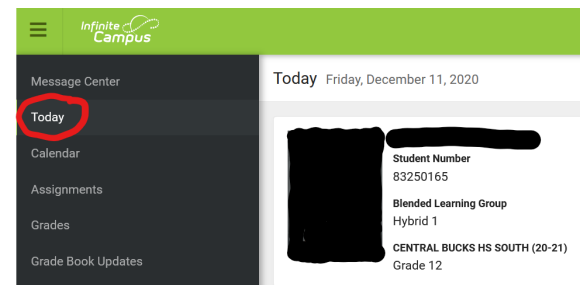 Infinite
Campus
Message Center
Today
Calendar
Assignments
Grades
Grade Book Updates
Today Friday, December 11, 2020
Student Number
83250165
Blended Learning Group
Hybrid 1
CENTRAL BUCKS HS SOUTH (20-21)
Grade 12